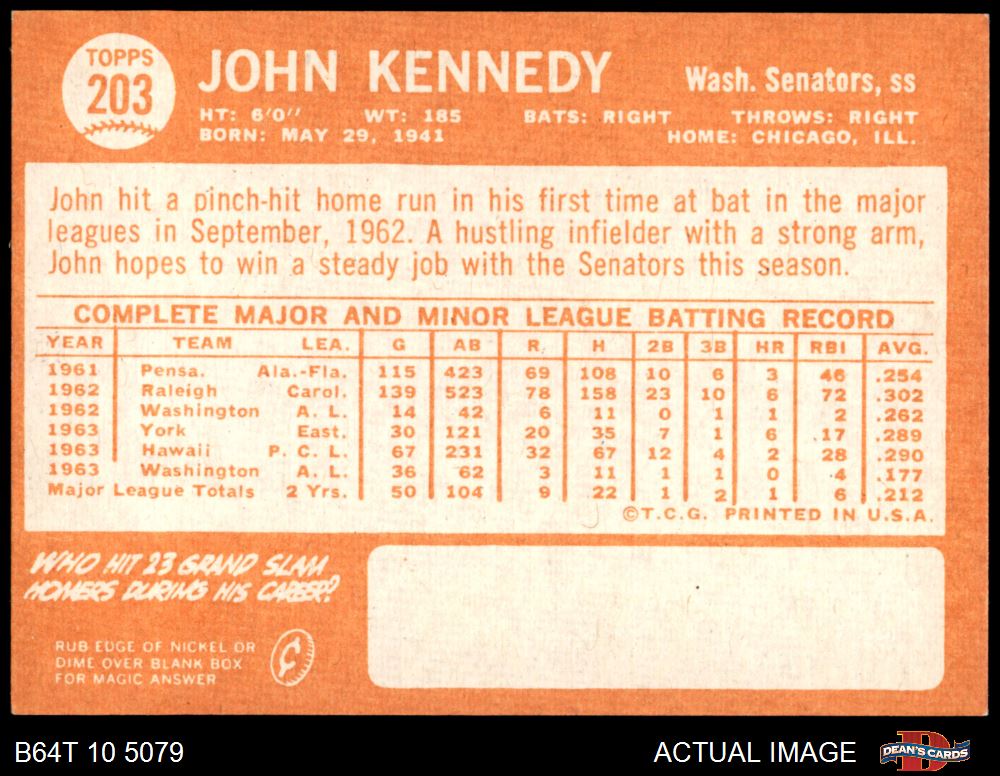 TOPPS
203
JOHN KENNEDY
Wash. Senators, ss
HT: 6'0" WT: 185 BATS: RIGHT THROWS: RIGHT
BORN: MAY 29, 1941 HOME: CHICAGO, ILL.
John hit a pinch-hit home run in his first time at bat in the major
leagues in September, 1962. A hustling infielder with a strong arm,
John hopes to win a steady job with the Senators this season.
COMPLETE MAJOR AND MINOR LEAGUE BATTING RECORD
YEAR TEAM LEA. G AB R H 2B 3B HR RBI AVG.
1961 Pensa. Ala.-Fla. 115 423 69 108 10 6 3 46 .254
1962 Raleigh Carol. 139 523 78 158 23 10 6 72 .302
1962 Washington A. L. 14 42 6 11 0 1 1 2 .262
1963 York East. 30 121 20 35 7 1 6 17 .289
1963 Hawaii P. C. L. 67 231 32 67 12 4 2 28 .290
1963 Washington A. L. 36 62 3 11 1 1 0 4 .177
Major League Totals 2 Yrs. 50 104 9 22 1 2 1 6 .212
©T.C.G. PRINTED IN U.S.A.
WHO HIT 23 GRAND SLAM
HOMERS DURING HIS CAREER?
RUB EDGE OF NICKEL OR
DIME OVER BLANK BOX
FOR MAGIC ANSWER
¢
B64T 10 5079
ACTUAL IMAGE
D
DEAN'S CARDS